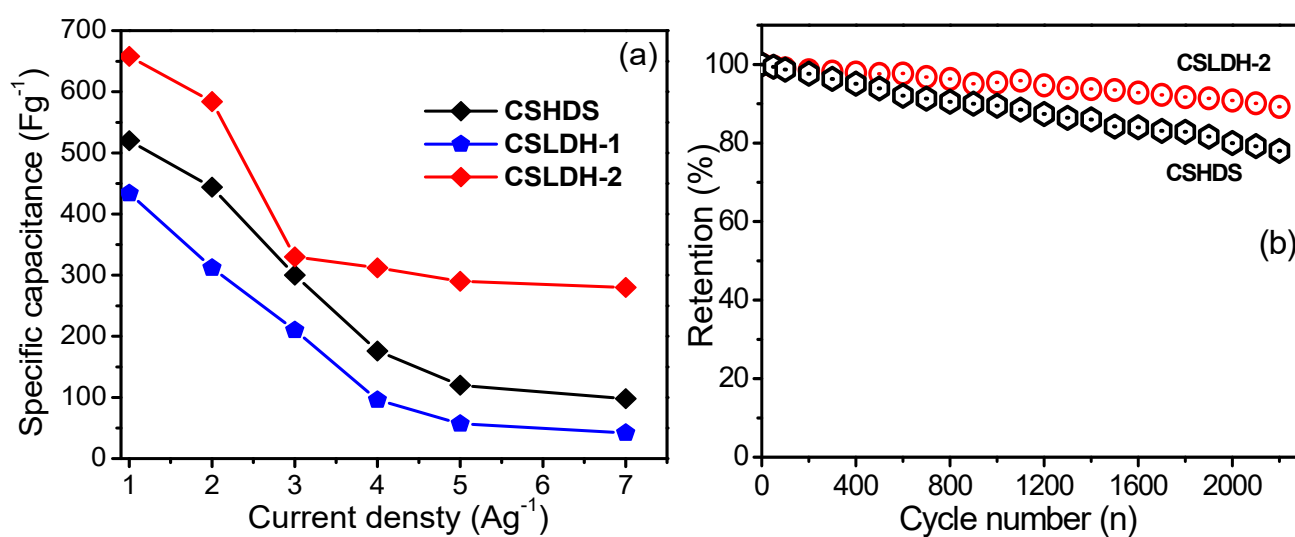 700
600
500
400
300
200
100
0
Specific capacitance (Fg⁻¹)
(a)
CSHDS
CSLDH-1
CSLDH-2
1 2 3 4 5 6 7
Current densty (Ag⁻¹)
100
80
60
40
20
0
Retention (%)
CSLDH-2
CSHDS
(b)
0 400 800 1200 1600 2000
Cycle number (n)